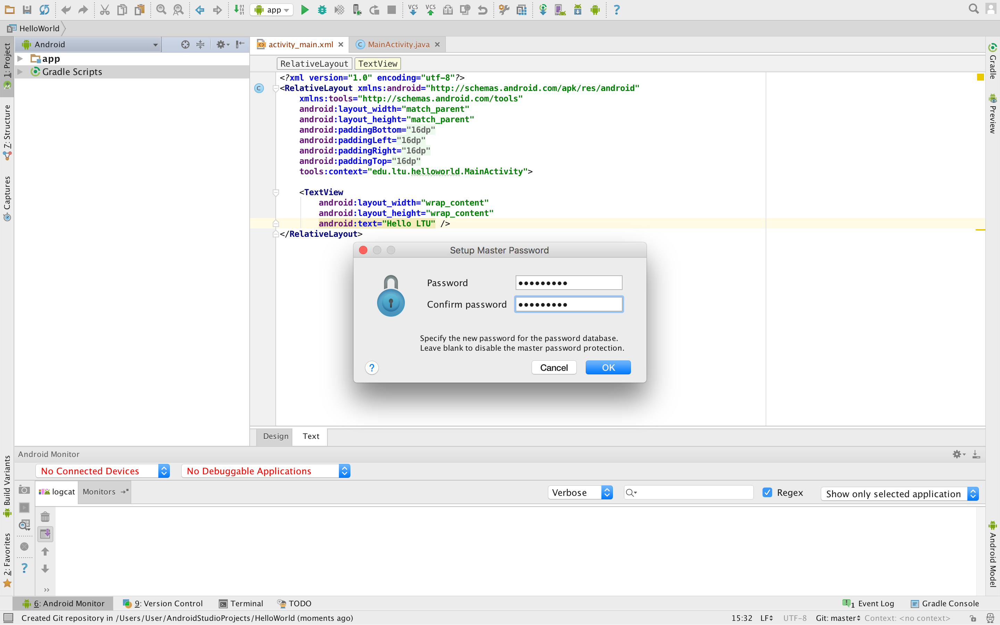 app
VCS
VCS
?
HelloWorld
Android
activity_main.xml
MainActivity.java
app
Gradle Scripts
RelativeLayout
TextView
<?xml version="1.0" encoding="utf-8"?>
<RelativeLayout xmlns:android="http://schemas.android.com/apk/res/android"
xmlns:tools="http://schemas.android.com/tools"
android:layout_width="match_parent"
android:layout_height="match_parent"
android:paddingBottom="16dp"
android:paddingLeft="16dp"
android:paddingRight="16dp"
android:paddingTop="16dp"
tools:context="edu.ltu.helloworld.MainActivity">
<TextView
android:layout_width="wrap_content"
android:layout_height="wrap_content"
android:text="Hello LTU" />
</RelativeLayout>
Setup Master Password
Password
Confirm password
Specify the new password for the password database.
Leave blank to disable the master password protection.
?
Cancel
OK
Design
Text
1: Project
7: Structure
Captures
Build Variants
2: Favorites
Gradle
Preview
Android Model
Android Monitor
No Connected Devices
No Debuggable Applications
logcat
Monitors
Verbose
Regex
Show only selected application
?
6: Android Monitor
9: Version Control
Terminal
TODO
1 Event Log
Gradle Console
Created Git repository in /Users/User/AndroidStudioProjects/HelloWorld (moments ago)
15:32
LF
UTF-8
Git: master
Context: <no context>